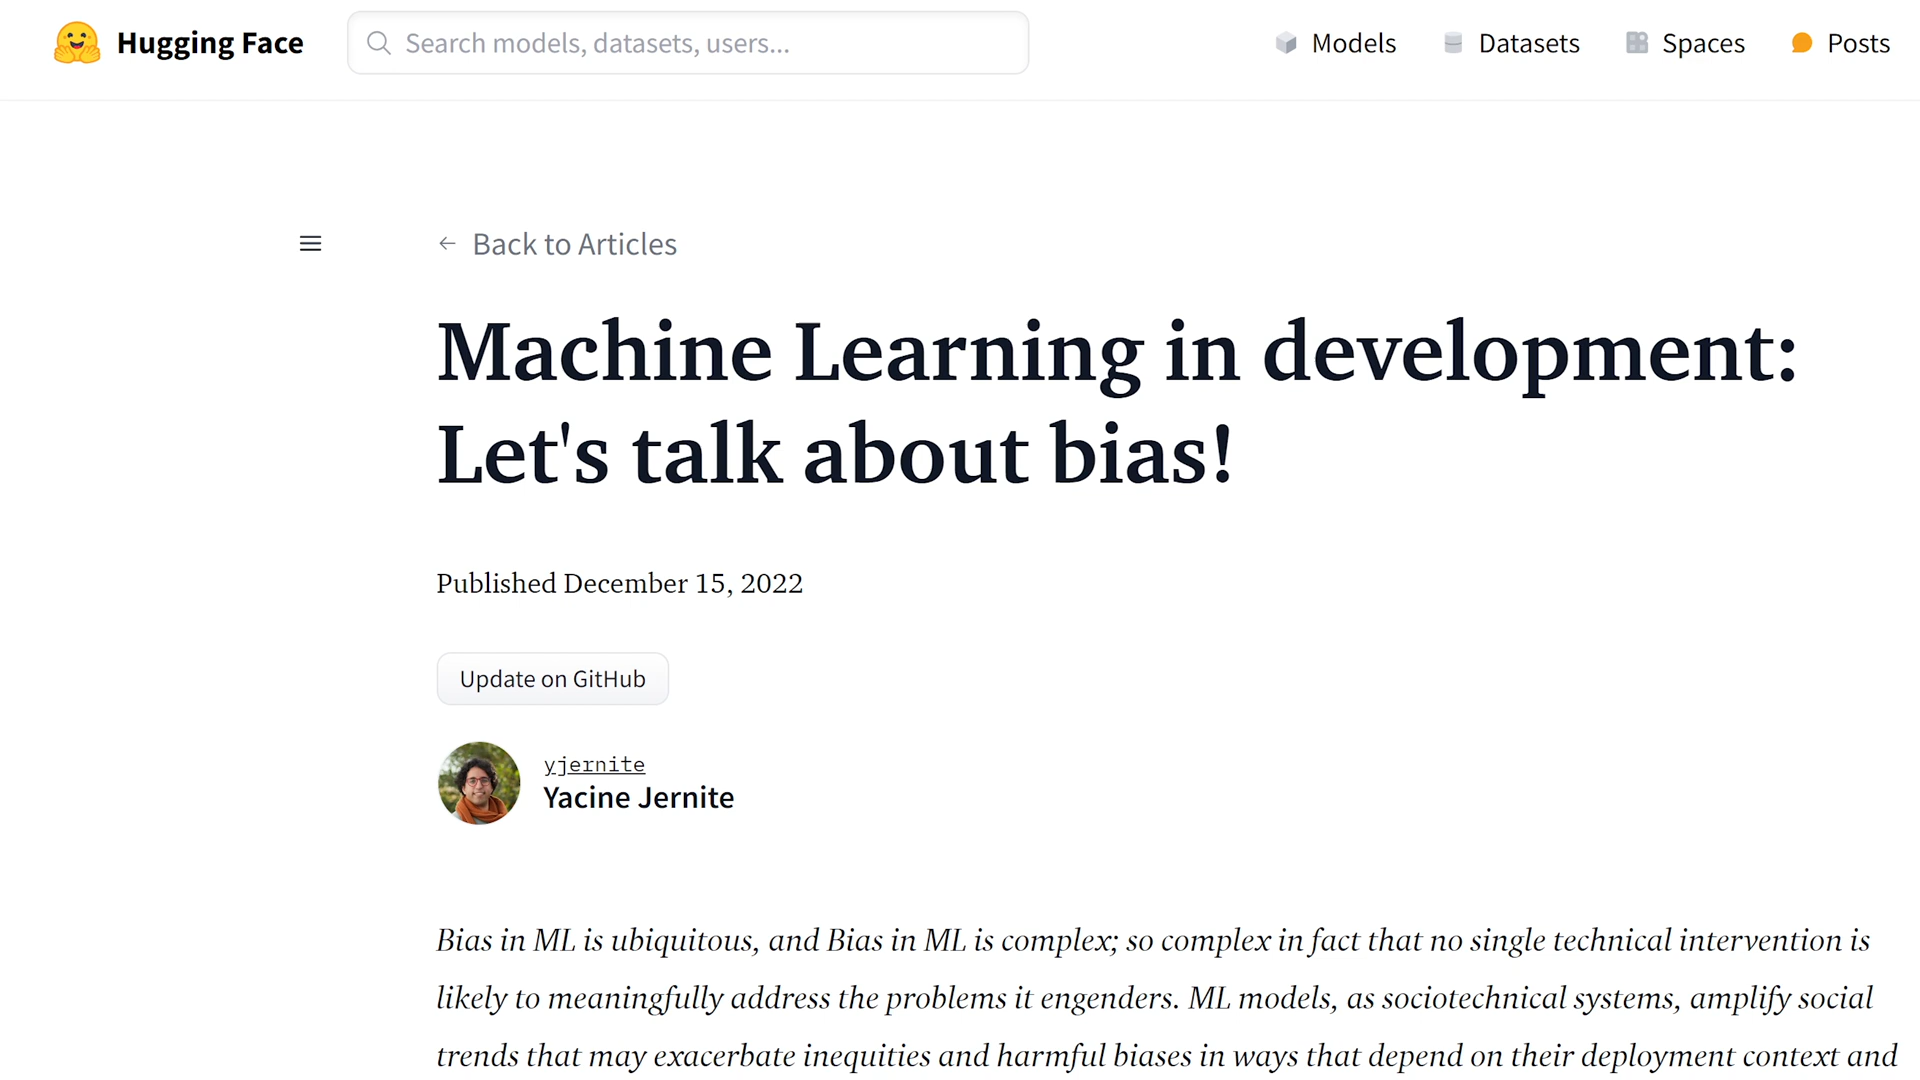 Hugging Face
Search models, datasets, users...
Models
Datasets
Spaces
Posts
Back to Articles
Machine Learning in development:
Let's talk about bias!
Published December 15, 2022
Update on GitHub
yjernite
Yacine Jernite
Bias in ML is ubiquitous, and Bias in ML is complex; so complex in fact that no single technical intervention is
likely to meaningfully address the problems it engenders. ML models, as sociotechnical systems, amplify social
trends that may exacerbate inequities and harmful biases in ways that depend on their deployment context and